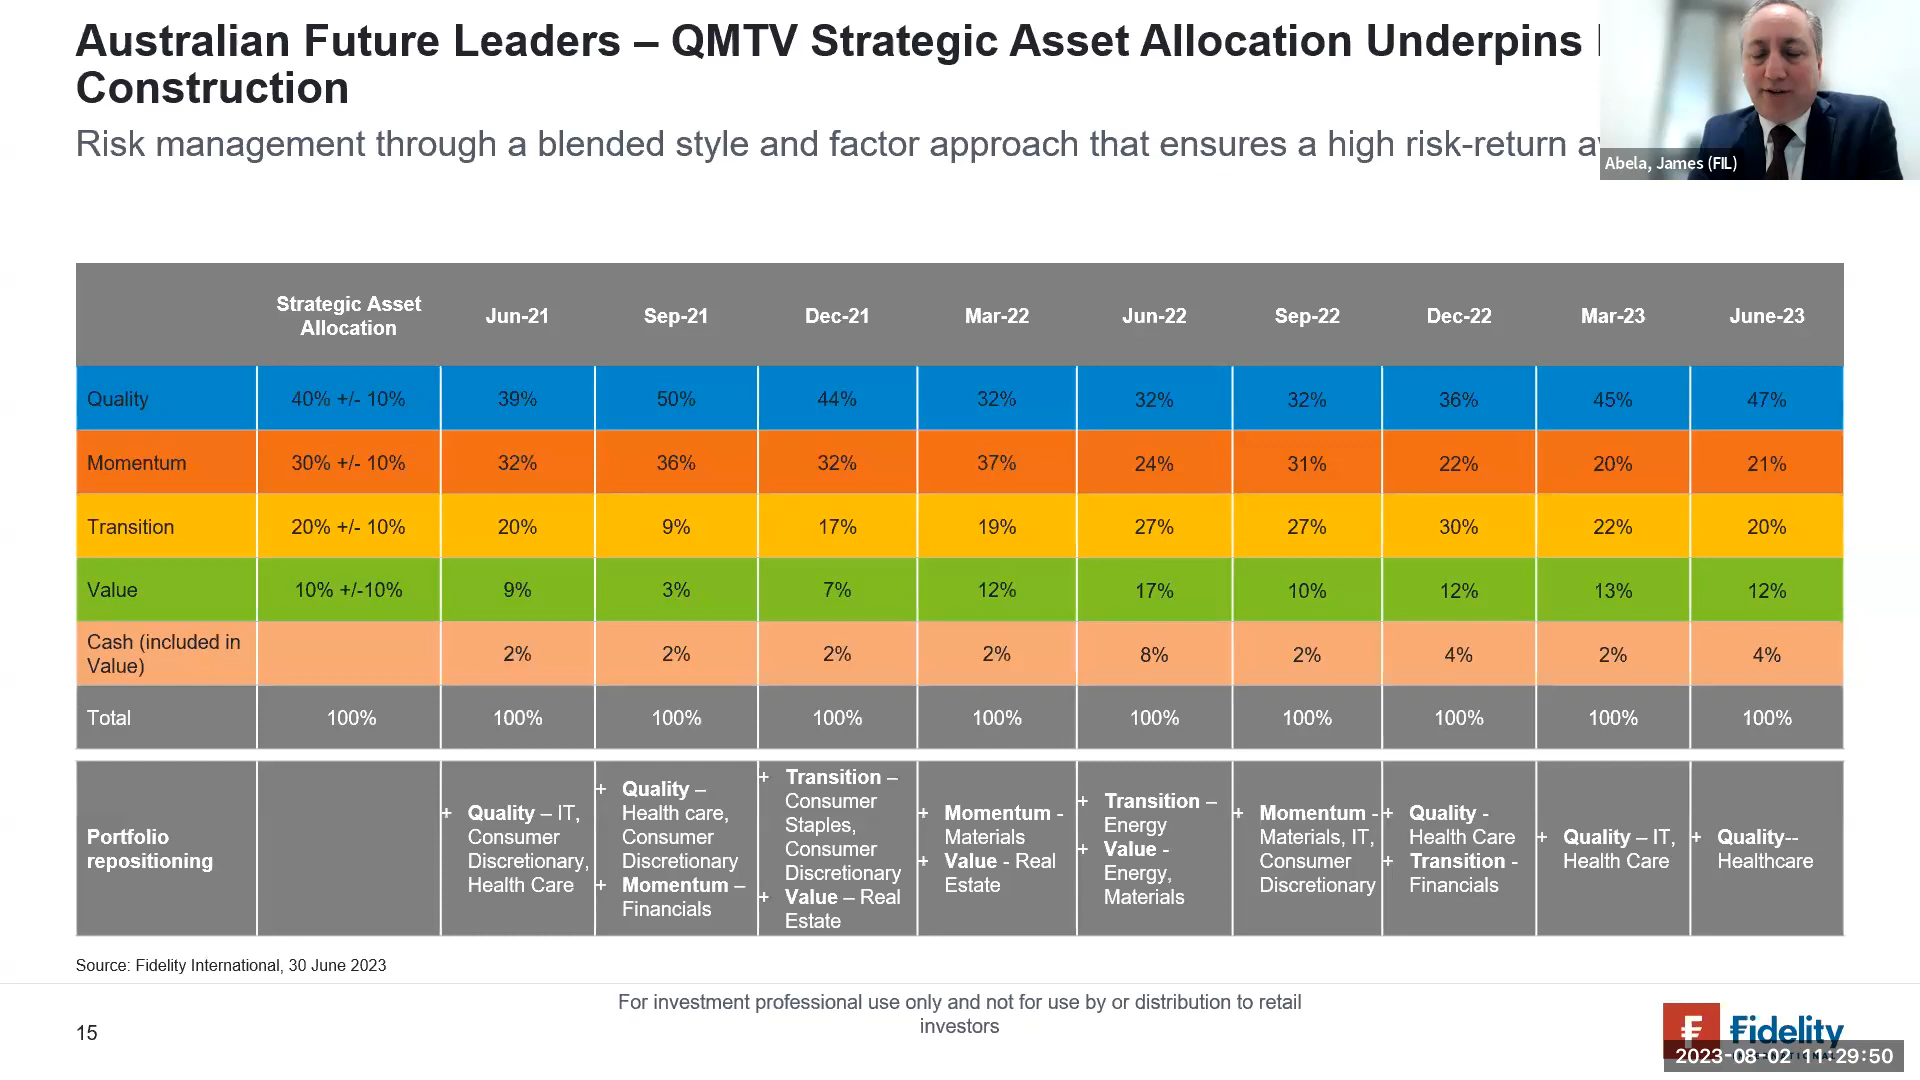 Australian Future Leaders – QMTV Strategic Asset Allocation Underpins
Construction
Risk management through a blended style and factor approach that ensures a high risk-return
Abela, James (FIL)
Strategic Asset Allocation Jun-21 Sep-21 Dec-21 Mar-22 Jun-22 Sep-22 Dec-22 Mar-23 June-23
Quality 40% +/- 10% 39% 50% 44% 32% 32% 32% 36% 45% 47%
Momentum 30% +/- 10% 32% 36% 32% 37% 24% 31% 22% 20% 21%
Transition 20% +/- 10% 20% 9% 17% 19% 27% 27% 30% 22% 20%
Value 10% +/-10% 9% 3% 7% 12% 17% 10% 12% 13% 12%
Cash (included in Value) 2% 2% 2% 2% 8% 2% 4% 2% 4%
Total 100% 100% 100% 100% 100% 100% 100% 100% 100% 100%
Portfolio
repositioning
+ Quality – IT,
Consumer
Discretionary,
Health Care
+ Quality –
Health care,
Consumer
Discretionary
+ Momentum –
Financials
+ Transition –
Consumer
Staples,
Consumer
Discretionary
+ Value – Real
Estate
+ Momentum -
Materials
+ Value - Real
Estate
+ Transition –
Energy
+ Value -
Energy,
Materials
+ Momentum -
Materials, IT,
Consumer
Discretionary
+ Quality -
Health Care
+ Transition -
Financials
+ Quality – IT,
Health Care
+ Quality--
Healthcare
Source: Fidelity International, 30 June 2023
For investment professional use only and not for use by or distribution to retail
investors
15
Fidelity
2023-08-02 11:29:50